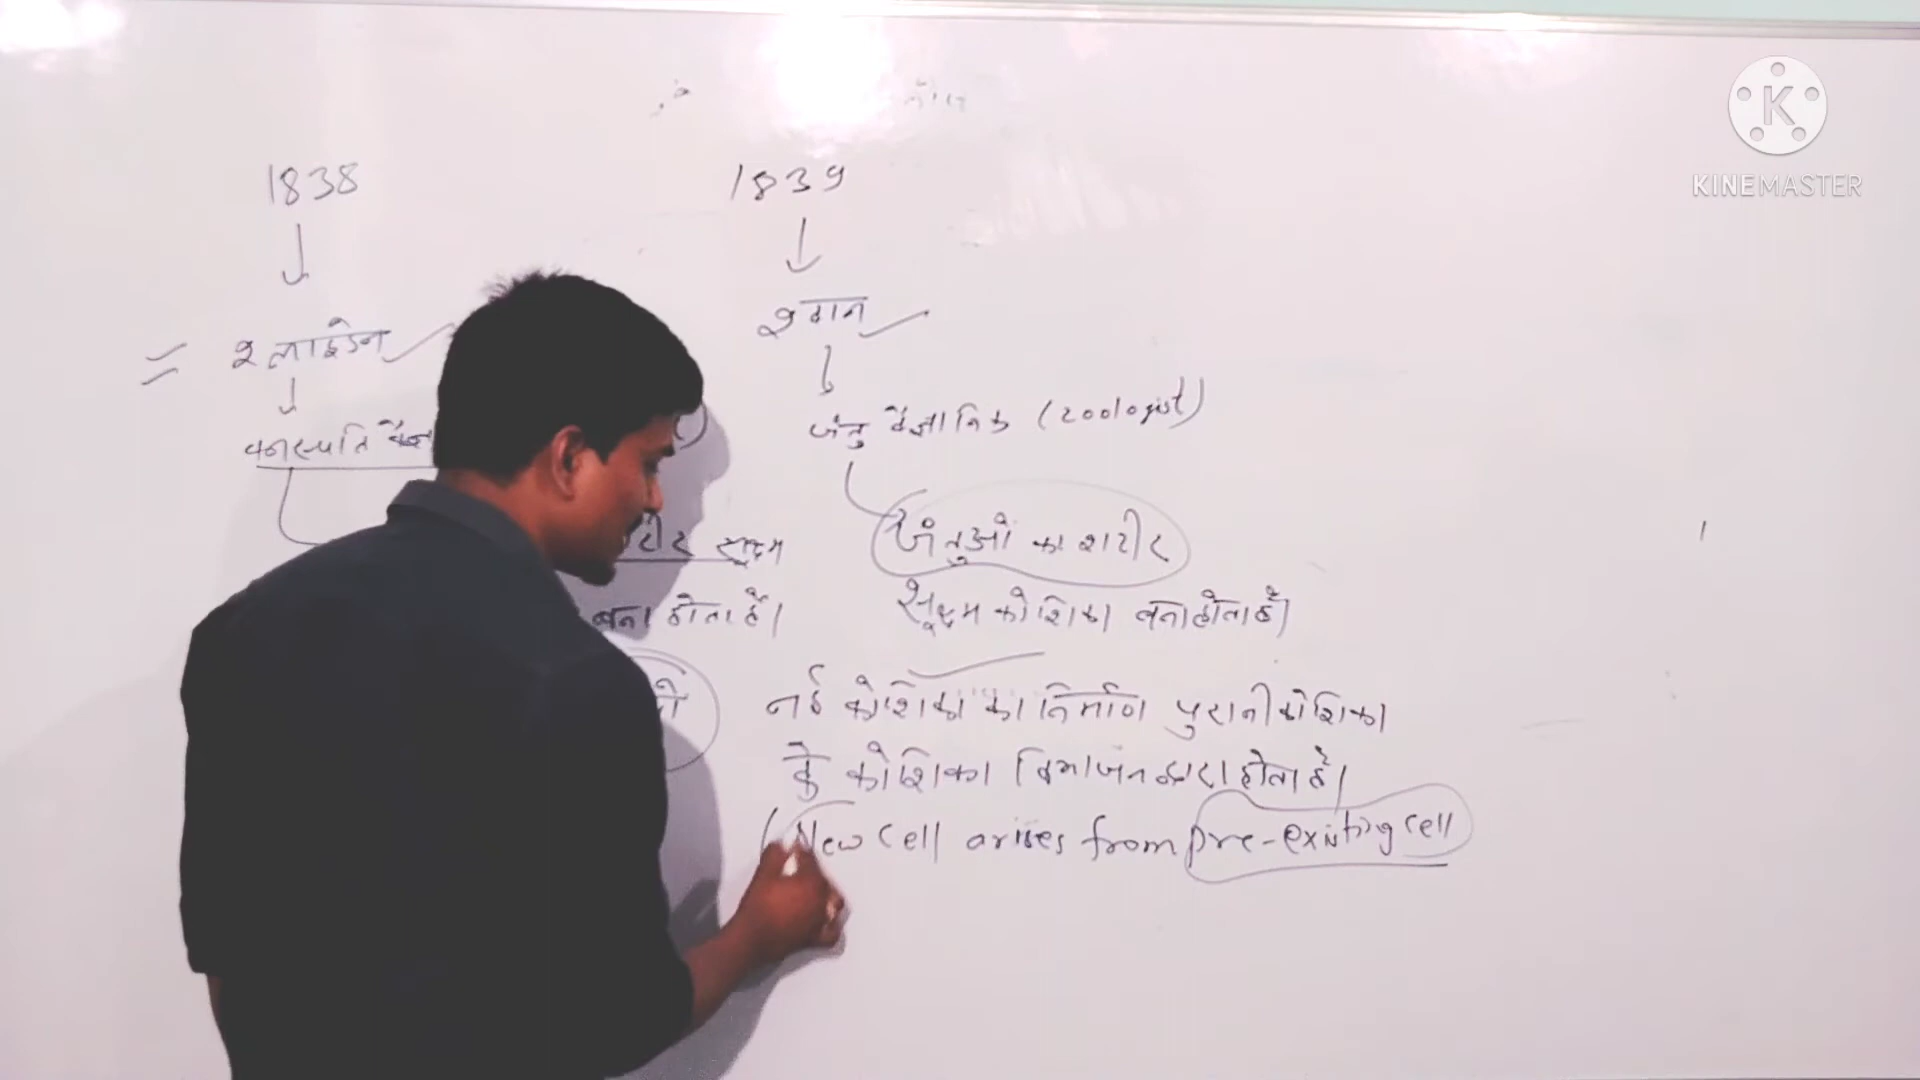 1838
1839
KINEMASTER
श्लाइडेन
श्वान
वनस्पति
जंतु वैज्ञानिक (zoologist)
सूक्ष्म
जंतुओं का शरीर
बना होता है।
सूक्ष्म कोशिका बना होता है।
नई कोशिका का निर्माण पुरानी कोशिका
के कोशिका विभाजन द्वारा होता है।
(New cell arises from pre-existing cell